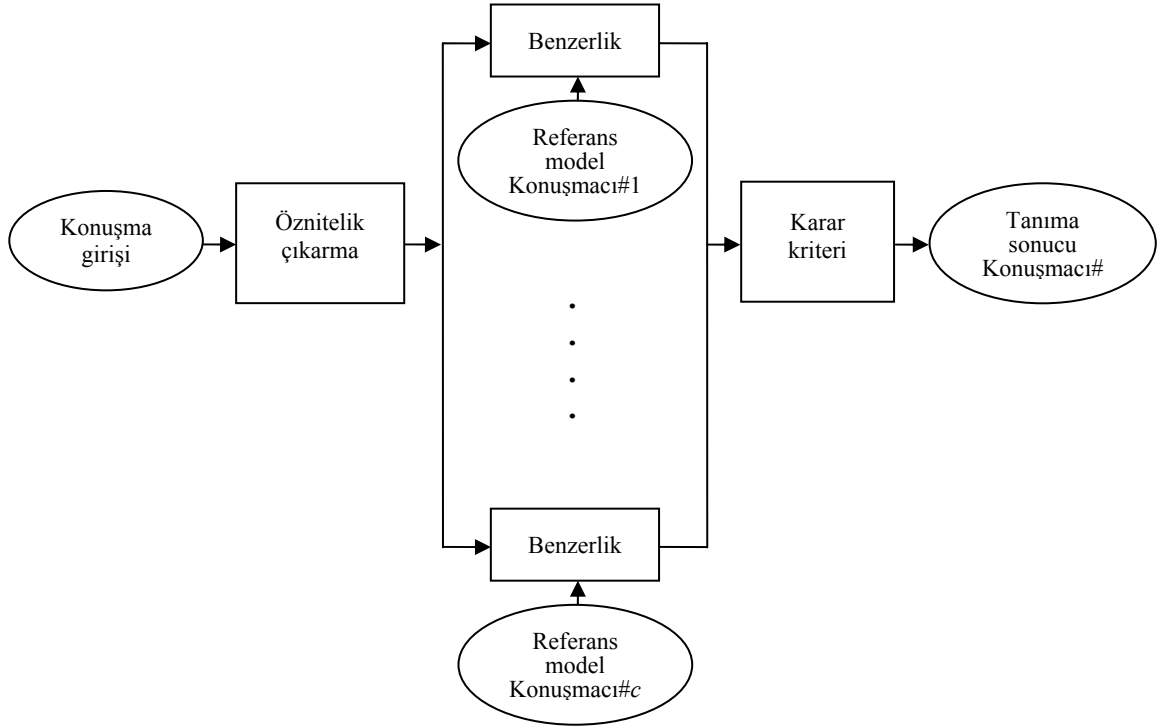 Benzerlik
Referans
model
Konuşmacı#1
Konuşma
girişi
Öznitelik
çıkarma
Karar
kriteri
Tanıma
sonucu
Konuşmacı#
Benzerlik
Referans
model
Konuşmacı#c